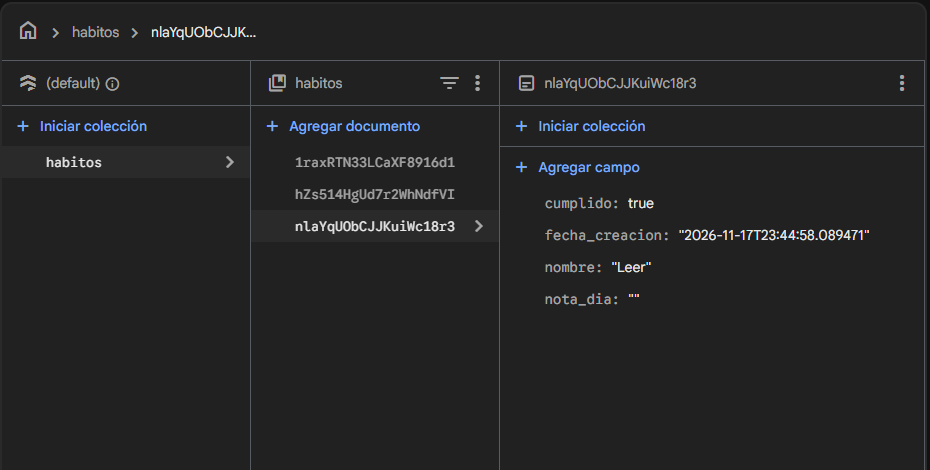 habitos nlaYqUObCJJK...
(default)
Iniciar colección
habitos
habitos
Agregar documento
1raxRTN33LCaXF8916d1
hZs514HgUd7r2WhNdfVI
nlaYqUObCJJKuiWc18r3
nlaYqUObCJJKuiWc18r3
Iniciar colección
Agregar campo
cumplido: true
fecha_creacion: "2026-11-17T23:44:58.089471"
nombre: "Leer"
nota_dia: ""